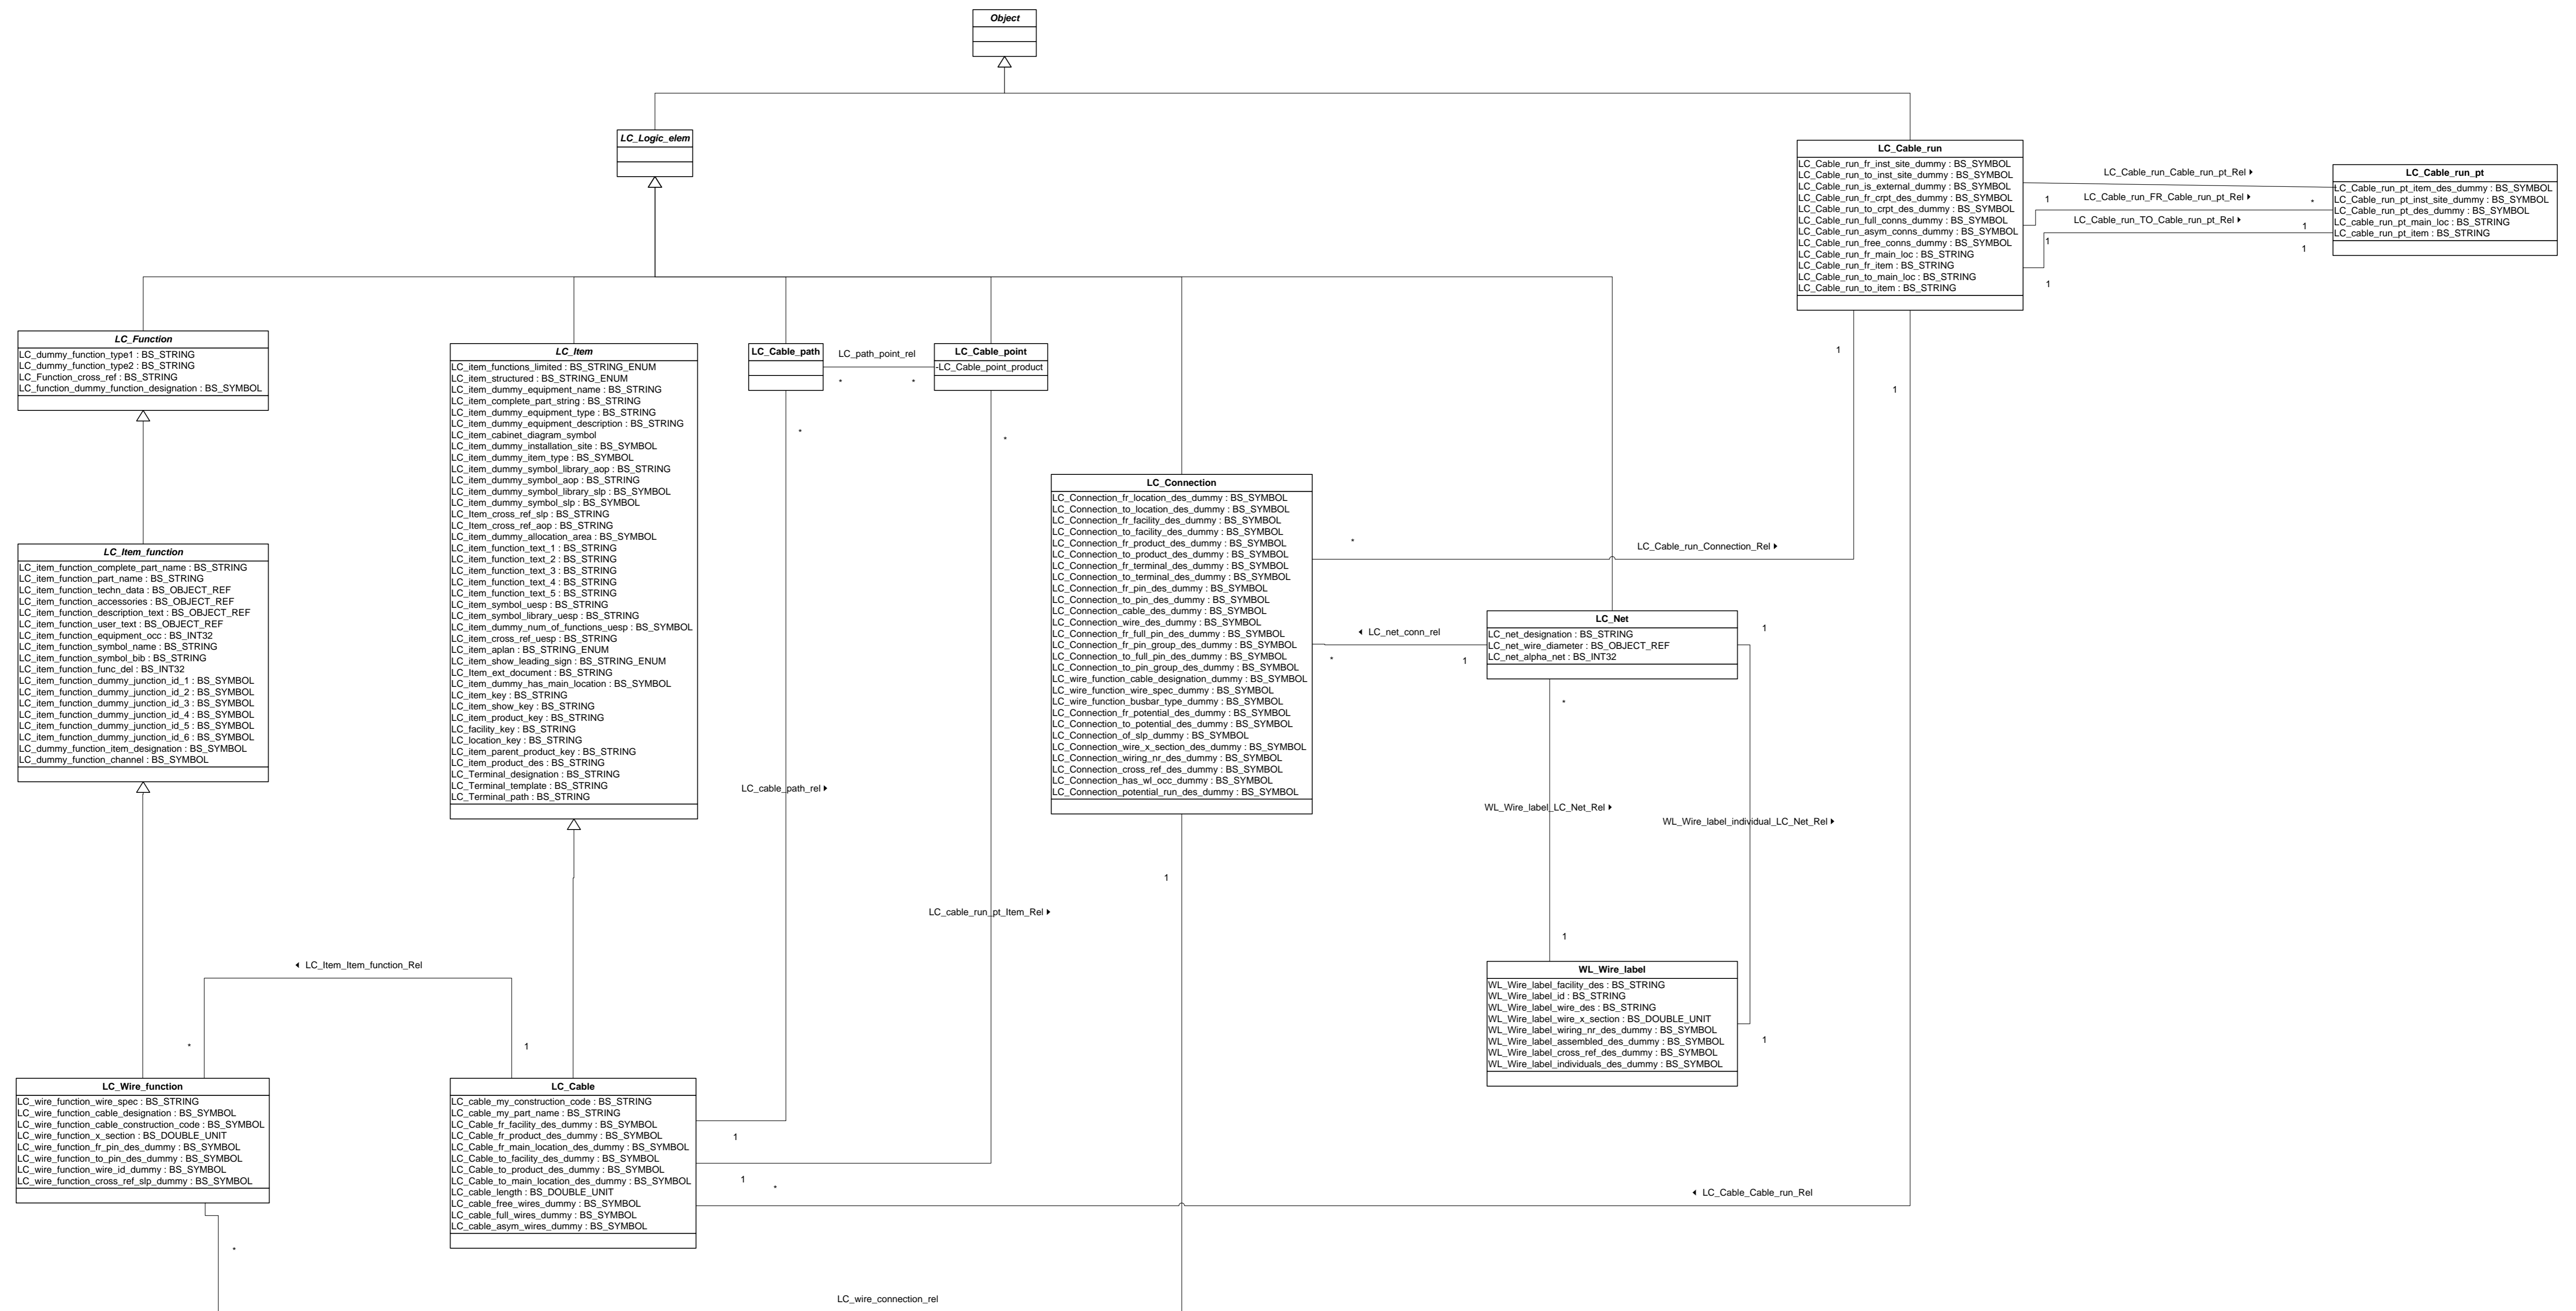 Object
LC_Logic_elem
LC_Cable_run
LC_Cable_run_fr_inst_site_dummy : BS_SYMBOL
LC_Cable_run_to_inst_site_dummy : BS_SYMBOL
LC_Cable_run_is_external_dummy : BS_SYMBOL
LC_Cable_run_fr_crpt_des_dummy : BS_SYMBOL
LC_Cable_run_to_crpt_des_dummy : BS_SYMBOL
LC_Cable_run_full_conns_dummy : BS_SYMBOL
LC_Cable_run_asym_conns_dummy : BS_SYMBOL
LC_Cable_run_free_conns_dummy : BS_SYMBOL
LC_Cable_run_fr_main_loc : BS_STRING
LC_Cable_run_fr_item : BS_STRING
LC_Cable_run_to_main_loc : BS_STRING
LC_Cable_run_to_item : BS_STRING
LC_Cable_run_Cable_run_pt_Rel
1
LC_Cable_run_FR_Cable_run_pt_Rel
*
LC_Cable_run_TO_Cable_run_pt_Rel
1
1
1
1
LC_Cable_run_pt
LC_Cable_run_pt_item_des_dummy : BS_SYMBOL
LC_Cable_run_pt_inst_site_dummy : BS_SYMBOL
LC_Cable_run_pt_des_dummy : BS_SYMBOL
LC_cable_run_pt_main_loc : BS_STRING
LC_cable_run_pt_item : BS_STRING
LC_Function
LC_dummy_function_type1 : BS_STRING
LC_dummy_function_type2 : BS_STRING
LC_Function_cross_ref : BS_STRING
LC_function_dummy_function_designation : BS_SYMBOL
LC_Item
LC_item_functions_limited : BS_STRING_ENUM
LC_item_structured : BS_STRING_ENUM
LC_item_dummy_equipment_name : BS_STRING
LC_item_complete_part_string : BS_STRING
LC_item_dummy_equipment_type : BS_STRING
LC_item_dummy_equipment_description : BS_STRING
LC_item_cabinet_diagram_symbol
LC_item_dummy_installation_site : BS_SYMBOL
LC_item_dummy_item_type : BS_SYMBOL
LC_item_dummy_symbol_library_aop : BS_STRING
LC_item_dummy_symbol_aop : BS_STRING
LC_item_dummy_symbol_library_slp : BS_SYMBOL
LC_item_dummy_symbol_slp : BS_SYMBOL
LC_Item_cross_ref_slp : BS_STRING
LC_Item_cross_ref_aop : BS_STRING
LC_item_dummy_allocation_area : BS_SYMBOL
LC_item_function_text_1 : BS_STRING
LC_item_function_text_2 : BS_STRING
LC_item_function_text_3 : BS_STRING
LC_item_function_text_4 : BS_STRING
LC_item_function_text_5 : BS_STRING
LC_item_symbol_uesp : BS_STRING
LC_item_symbol_library_uesp : BS_STRING
LC_item_dummy_num_of_functions_uesp : BS_SYMBOL
LC_item_cross_ref_uesp : BS_STRING
LC_item_aplan : BS_STRING_ENUM
LC_item_show_leading_sign : BS_STRING_ENUM
LC_Item_ext_document : BS_STRING
LC_item_dummy_has_main_location : BS_SYMBOL
LC_item_key : BS_STRING
LC_item_show_key : BS_STRING
LC_item_product_key : BS_STRING
LC_facility_key : BS_STRING
LC_location_key : BS_STRING
LC_item_parent_product_key : BS_STRING
LC_item_product_des : BS_STRING
LC_Terminal_designation : BS_STRING
LC_Terminal_template : BS_STRING
LC_Terminal_path : BS_STRING
LC_Cable_path
LC_path_point_rel
*
*
LC_Cable_point
-LC_Cable_point_product
*
*
1
1
LC_Connection
LC_Connection_fr_location_des_dummy : BS_SYMBOL
LC_Connection_to_location_des_dummy : BS_SYMBOL
LC_Connection_fr_facility_des_dummy : BS_SYMBOL
LC_Connection_to_facility_des_dummy : BS_SYMBOL
LC_Connection_fr_product_des_dummy : BS_SYMBOL
LC_Connection_to_product_des_dummy : BS_SYMBOL
LC_Connection_fr_terminal_des_dummy : BS_SYMBOL
LC_Connection_to_terminal_des_dummy : BS_SYMBOL
LC_Connection_fr_pin_des_dummy : BS_SYMBOL
LC_Connection_to_pin_des_dummy : BS_SYMBOL
LC_Connection_cable_des_dummy : BS_SYMBOL
LC_Connection_wire_des_dummy : BS_SYMBOL
LC_Connection_fr_full_pin_des_dummy : BS_SYMBOL
LC_Connection_fr_pin_group_des_dummy : BS_SYMBOL
LC_Connection_to_full_pin_des_dummy : BS_SYMBOL
LC_Connection_to_pin_group_des_dummy : BS_SYMBOL
LC_wire_function_cable_designation_dummy : BS_SYMBOL
LC_wire_function_wire_spec_dummy : BS_SYMBOL
LC_wire_function_busbar_type_dummy : BS_SYMBOL
LC_Connection_fr_potential_des_dummy : BS_SYMBOL
LC_Connection_to_potential_des_dummy : BS_SYMBOL
LC_Connection_of_slp_dummy : BS_SYMBOL
LC_Connection_wire_x_section_des_dummy : BS_SYMBOL
LC_Connection_wiring_nr_des_dummy : BS_SYMBOL
LC_Connection_cross_ref_des_dummy : BS_SYMBOL
LC_Connection_has_wl_occ_dummy : BS_SYMBOL
LC_Connection_potential_run_des_dummy : BS_SYMBOL
*
LC_Cable_run_Connection_Rel
LC_net_conn_rel
*
1
LC_Net
LC_net_designation : BS_STRING
LC_net_wire_diameter : BS_OBJECT_REF
LC_net_alpha_net : BS_INT32
1
*
LC_Item_function
LC_item_function_complete_part_name : BS_STRING
LC_item_function_part_name : BS_STRING
LC_item_function_techn_data : BS_OBJECT_REF
LC_item_function_accessories : BS_OBJECT_REF
LC_item_function_description_text : BS_OBJECT_REF
LC_item_function_user_text : BS_OBJECT_REF
LC_item_function_equipment_occ : BS_INT32
LC_item_function_symbol_name : BS_STRING
LC_item_function_symbol_bib : BS_STRING
LC_item_function_func_del : BS_INT32
LC_item_function_dummy_junction_id_1 : BS_SYMBOL
LC_item_function_dummy_junction_id_2 : BS_SYMBOL
LC_item_function_dummy_junction_id_3 : BS_SYMBOL
LC_item_function_dummy_junction_id_4 : BS_SYMBOL
LC_item_function_dummy_junction_id_5 : BS_SYMBOL
LC_item_function_dummy_junction_id_6 : BS_SYMBOL
LC_dummy_function_item_designation : BS_SYMBOL
LC_dummy_function_channel : BS_SYMBOL
LC_cable_path_rel
WL_Wire_label_LC_Net_Rel
WL_Wire_label_individual_LC_Net_Rel
1
LC_cable_run_pt_Item_Rel
1
LC_Item_Item_function_Rel
*
1
WL_Wire_label
WL_Wire_label_facility_des : BS_STRING
WL_Wire_label_id : BS_STRING
WL_Wire_label_wire_des : BS_STRING
WL_Wire_label_wire_x_section : BS_DOUBLE_UNIT
WL_Wire_label_wiring_nr_des_dummy : BS_SYMBOL
WL_Wire_label_assembled_des_dummy : BS_SYMBOL
WL_Wire_label_cross_ref_des_dummy : BS_SYMBOL
WL_Wire_label_individuals_des_dummy : BS_SYMBOL
1
LC_Wire_function
LC_wire_function_wire_spec : BS_STRING
LC_wire_function_cable_designation : BS_SYMBOL
LC_wire_function_cable_construction_code : BS_SYMBOL
LC_wire_function_x_section : BS_DOUBLE_UNIT
LC_wire_function_fr_pin_des_dummy : BS_SYMBOL
LC_wire_function_to_pin_des_dummy : BS_SYMBOL
LC_wire_function_wire_id_dummy : BS_SYMBOL
LC_wire_function_cross_ref_slp_dummy : BS_SYMBOL
LC_Cable
LC_cable_my_construction_code : BS_STRING
LC_cable_my_part_name : BS_STRING
LC_Cable_fr_facility_des_dummy : BS_SYMBOL
LC_Cable_fr_product_des_dummy : BS_SYMBOL
LC_Cable_fr_main_location_des_dummy : BS_SYMBOL
LC_Cable_to_facility_des_dummy : BS_SYMBOL
LC_Cable_to_product_des_dummy : BS_SYMBOL
LC_Cable_to_main_location_des_dummy : BS_SYMBOL
LC_cable_length : BS_DOUBLE_UNIT
LC_cable_free_wires_dummy : BS_SYMBOL
LC_cable_full_wires_dummy : BS_SYMBOL
LC_cable_asym_wires_dummy : BS_SYMBOL
1
1
*
LC_Cable_Cable_run_Rel
*
LC_wire_connection_rel